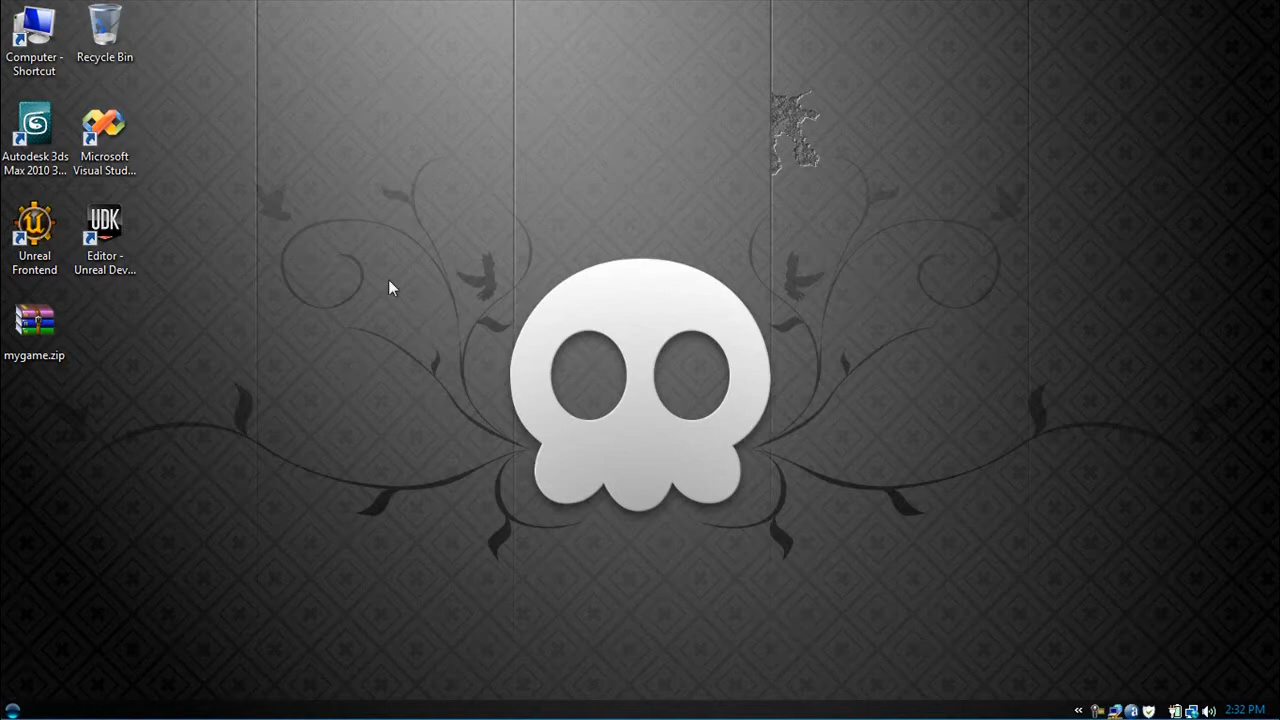 Computer -
Shortcut
Recycle Bin
Autodesk 3ds
Max 2010 3...
Microsoft
Visual Stud...
Unreal
Frontend
UDK
Editor -
Unreal Dev...
mygame.zip
2:32 PM